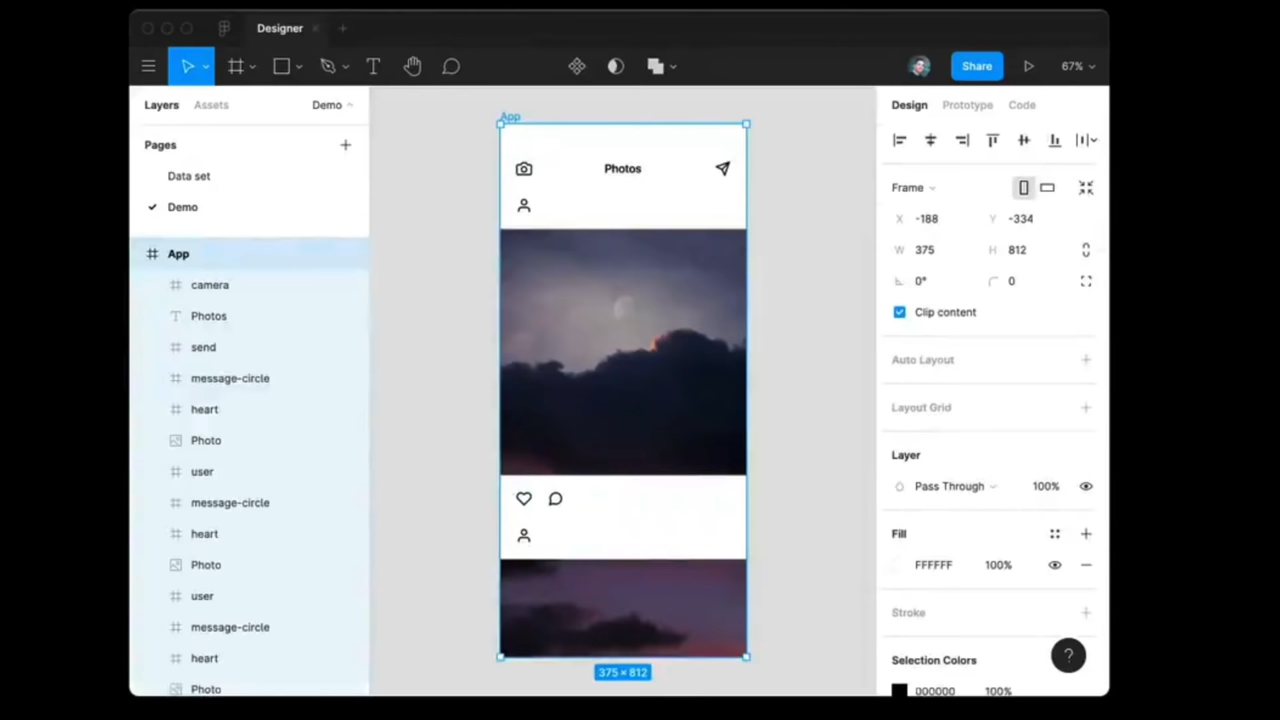 Designer
Share
67%
Layers Assets Demo
Pages
Data set
Demo
App
camera
Photos
send
message-circle
heart
Photo
user
message-circle
heart
Photo
user
message-circle
heart
Photo
App
Photos
375 × 812
Design Prototype Code
Frame
X -188 Y -334
W 375 H 812
0° 0
Clip content
Auto Layout
Layout Grid
Layer
Pass Through 100%
Fill
FFFFFF 100%
Stroke
?
Selection Colors
000000 100%